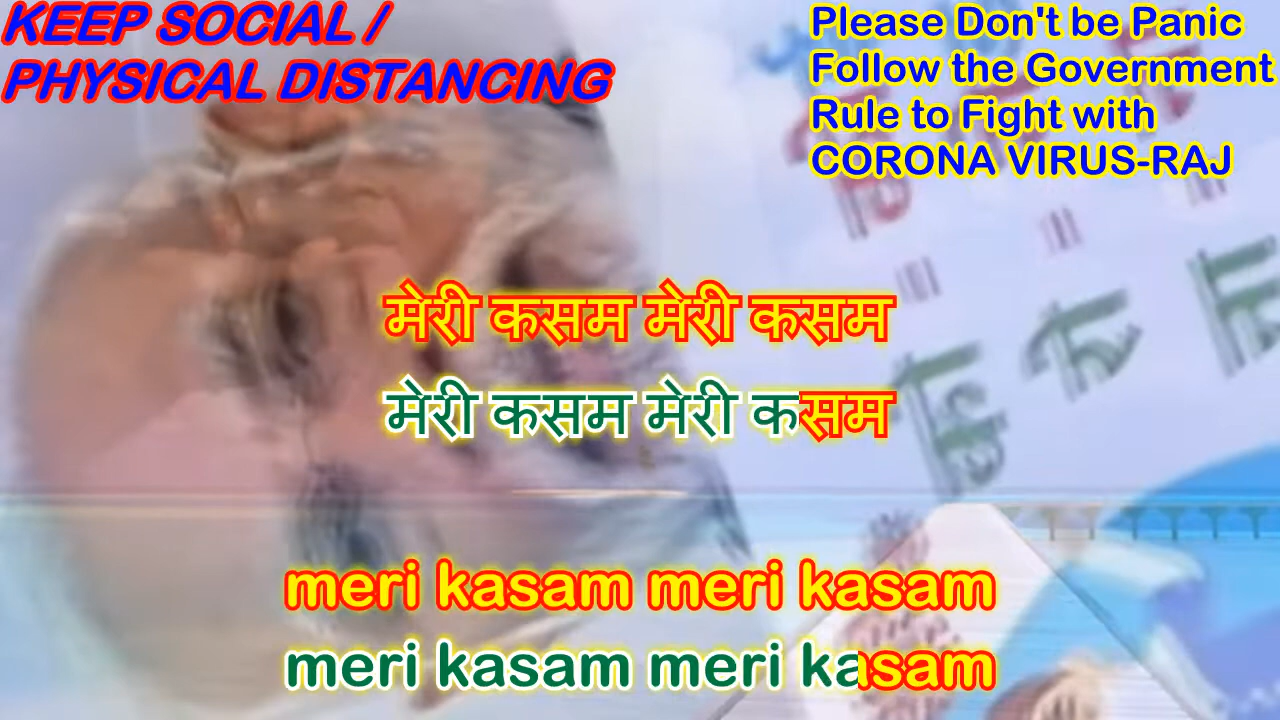 KEEP SOCIAL /
PHYSICAL DISTANCING
Please Don't be Panic
Follow the Government
Rule to Fight with
CORONA VIRUS-RAJ
मेरी कसम मेरी कसम
मेरी कसम मेरी कसम
meri kasam meri kasam
meri kasam meri kasam